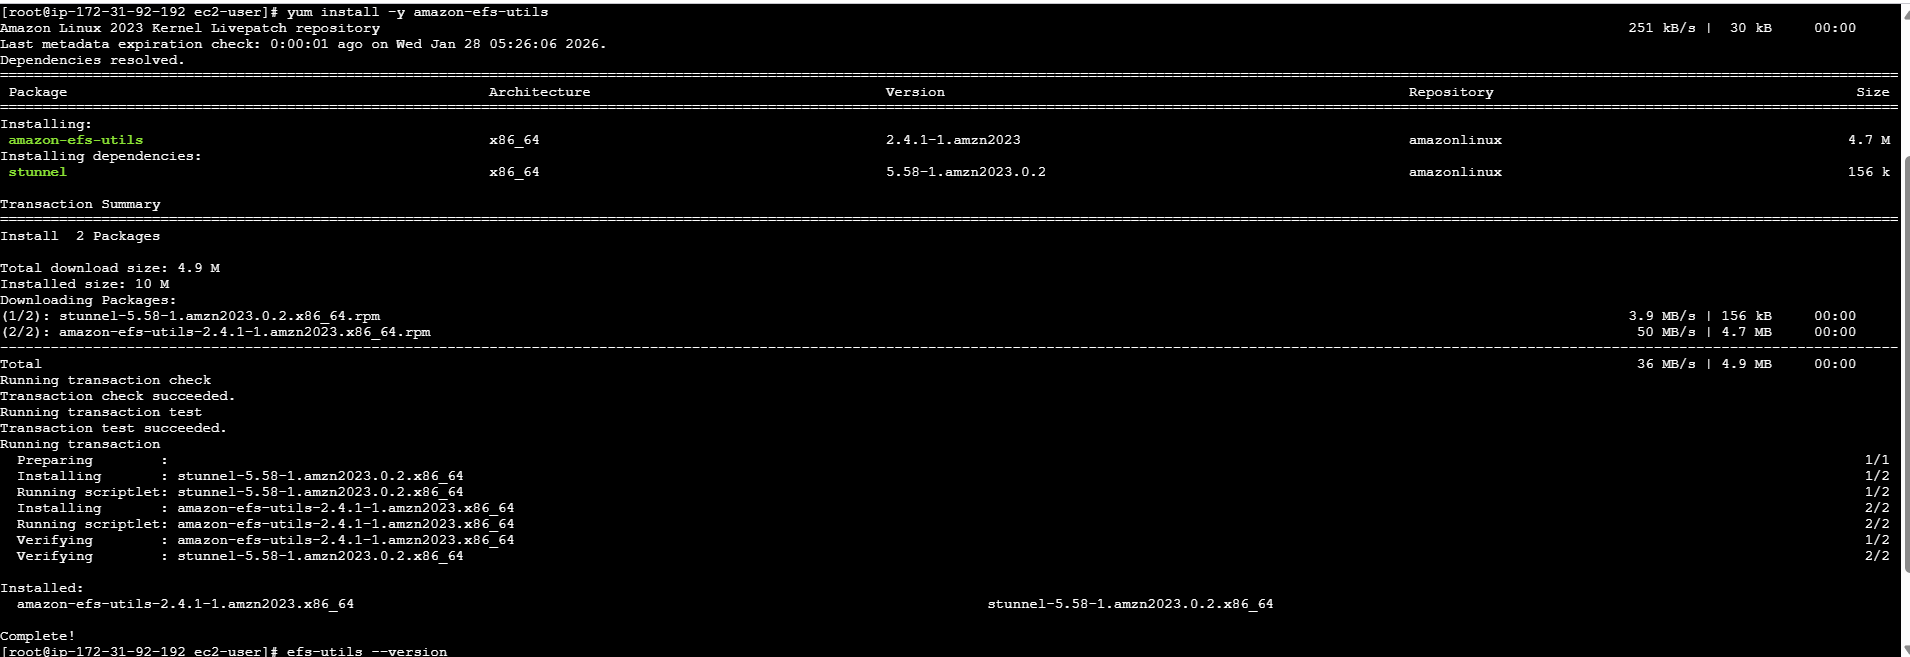 [root@ip-172-31-92-192 ec2-user]# yum install -y amazon-efs-utils
Amazon Linux 2023 Kernel Livepatch repository 251 kB/s | 30 kB 00:00
Last metadata expiration check: 0:00:01 ago on Wed Jan 28 05:26:06 2026.
Dependencies resolved.
Package Architecture Version Repository Size
Installing:
amazon-efs-utils x86_64 2.4.1-1.amzn2023 amazonlinux 4.7 M
Installing dependencies:
stunnel x86_64 5.58-1.amzn2023.0.2 amazonlinux 156 k
Transaction Summary
Install 2 Packages
Total download size: 4.9 M
Installed size: 10 M
Downloading Packages:
(1/2): stunnel-5.58-1.amzn2023.0.2.x86_64.rpm 3.9 MB/s | 156 kB 00:00
(2/2): amazon-efs-utils-2.4.1-1.amzn2023.x86_64.rpm 50 MB/s | 4.7 MB 00:00
Total 36 MB/s | 4.9 MB 00:00
Running transaction check
Transaction check succeeded.
Running transaction test
Transaction test succeeded.
Running transaction
Preparing : 1/1
Installing : stunnel-5.58-1.amzn2023.0.2.x86_64 1/2
Running scriptlet: stunnel-5.58-1.amzn2023.0.2.x86_64 1/2
Installing : amazon-efs-utils-2.4.1-1.amzn2023.x86_64 2/2
Running scriptlet: amazon-efs-utils-2.4.1-1.amzn2023.x86_64 2/2
Verifying : amazon-efs-utils-2.4.1-1.amzn2023.x86_64 1/2
Verifying : stunnel-5.58-1.amzn2023.0.2.x86_64 2/2
Installed:
amazon-efs-utils-2.4.1-1.amzn2023.x86_64 stunnel-5.58-1.amzn2023.0.2.x86_64
Complete!
[root@ip-172-31-92-192 ec2-user]# efs-utils --version